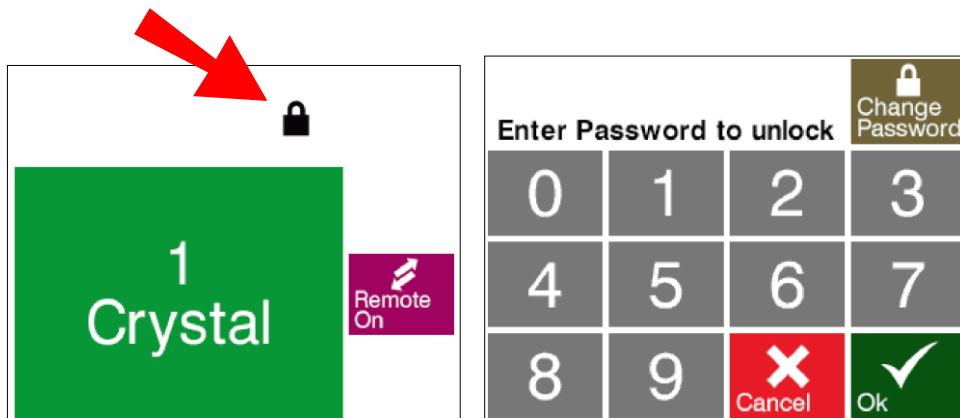 1
Crystal
Remote
On
Enter Password to unlock
Change
Password
0 1 2 3
4 5 6 7
8 9 Cancel Ok